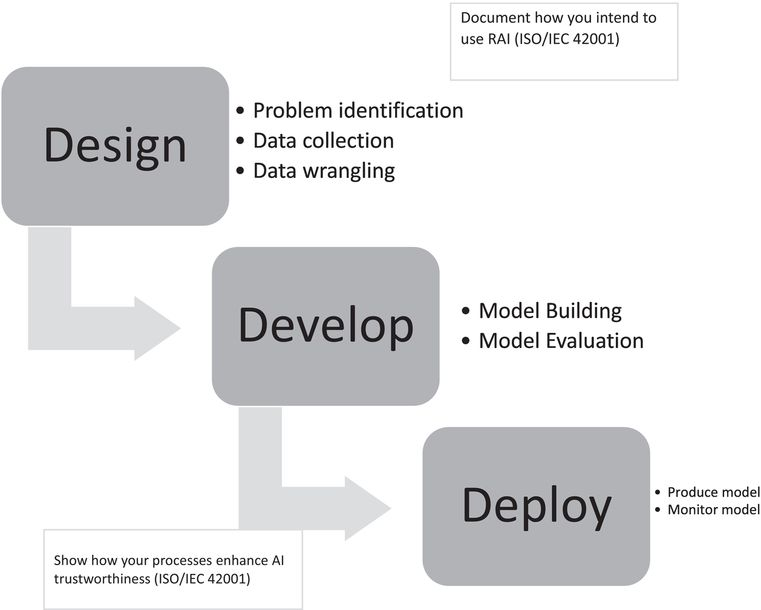 Document how you intend to
use RAI (ISO/IEC 42001)
Design
• Problem identification
• Data collection
• Data wrangling
Develop
• Model Building
• Model Evaluation
Deploy
• Produce model
• Monitor model
Show how your processes enhance AI
trustworthiness (ISO/IEC 42001)